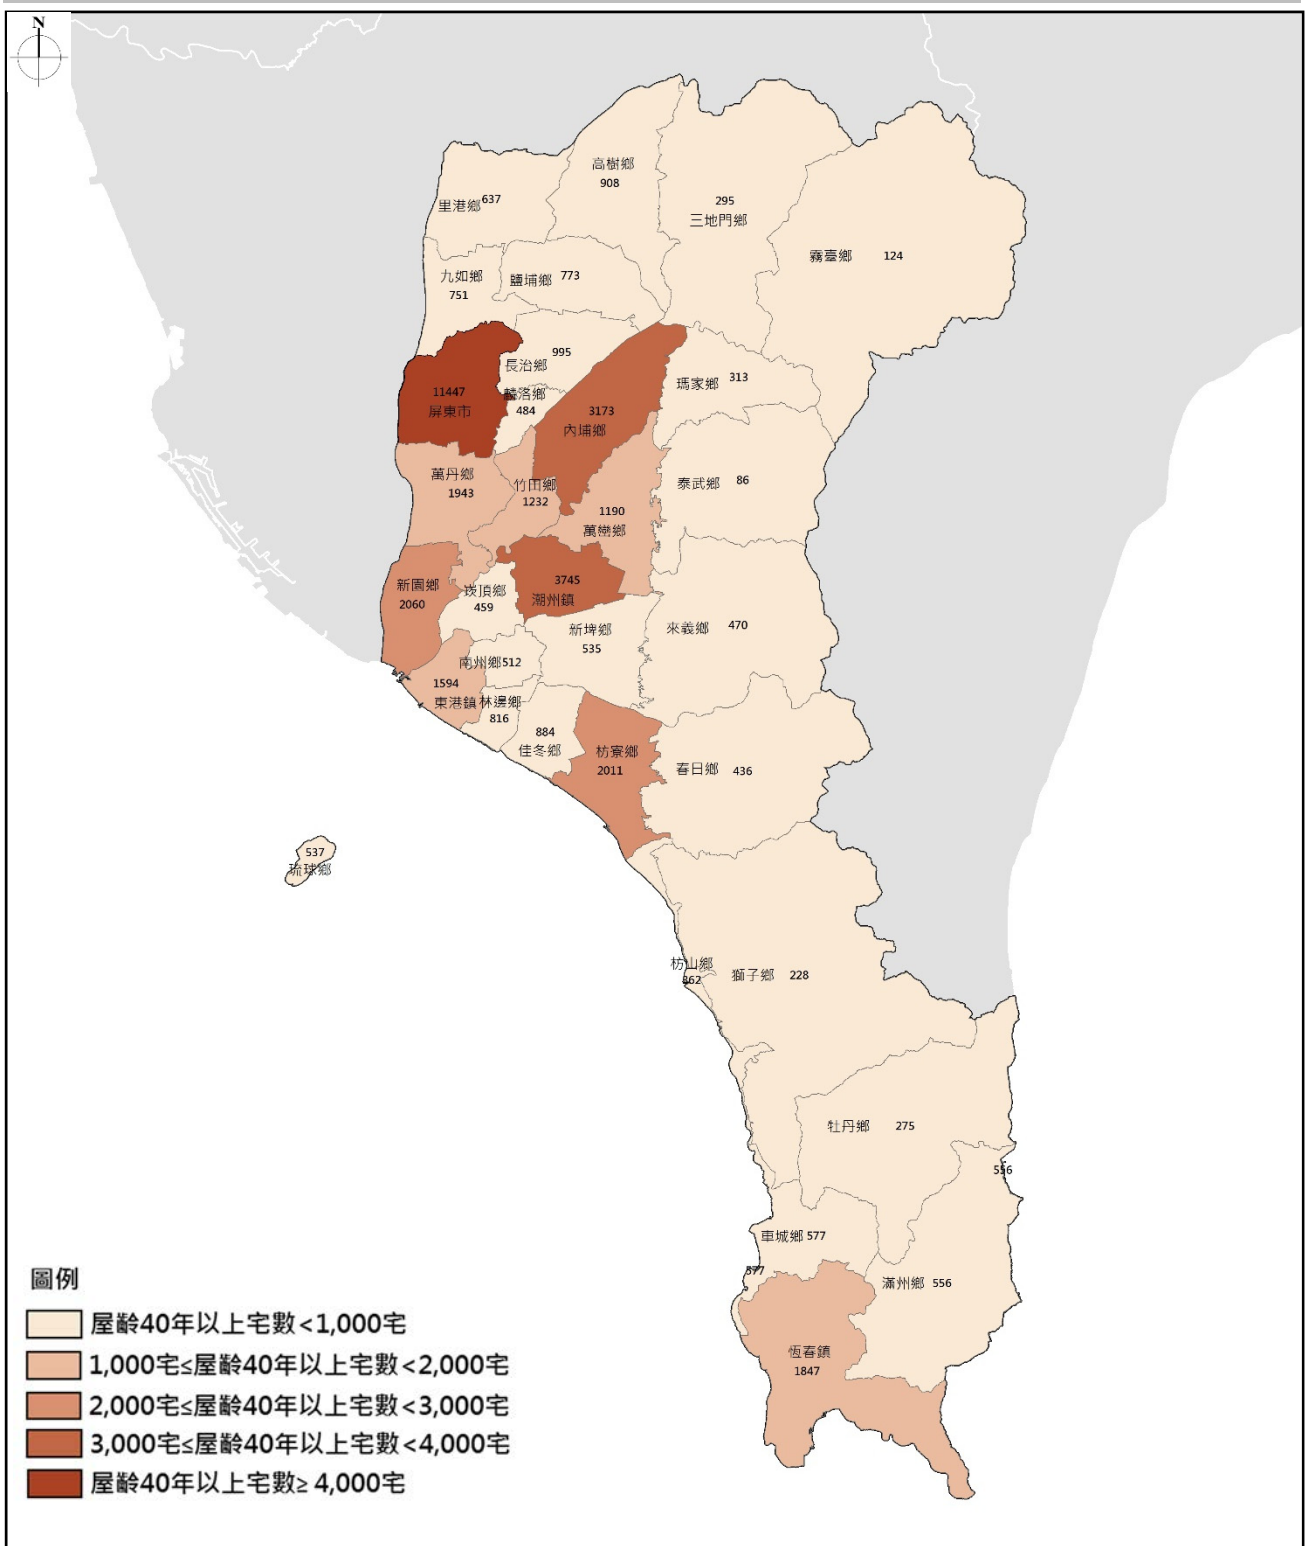 N
高樹鄉
908
里港鄉 637
295
三地門鄉
霧臺鄉 124
九如鄉
751
鹽埔鄉 773
長治鄉 995
麟洛鄉
484
11447
屏東市
3173
內埔鄉
瑪家鄉 313
萬丹鄉
1943
竹田鄉
1232
1190
萬巒鄉
泰武鄉 86
新園鄉
2060
崁頂鄉
459
3745
潮州鎮
新埤鄉
535
來義鄉 470
南州鄉 512
1594
東港鎮
林邊鄉
816
884
佳冬鄉
枋寮鄉
2011
春日鄉 436
537
琉球鄉
枋山鄉
362
獅子鄉 228
牡丹鄉 275
556
車城鄉 577
577
滿州鄉 556
恆春鎮
1847
圖例
屋齡40年以上宅數<1,000宅
1,000宅≤屋齡40年以上宅數<2,000宅
2,000宅≤屋齡40年以上宅數<3,000宅
3,000宅≤屋齡40年以上宅數<4,000宅
屋齡40年以上宅數≥ 4,000宅